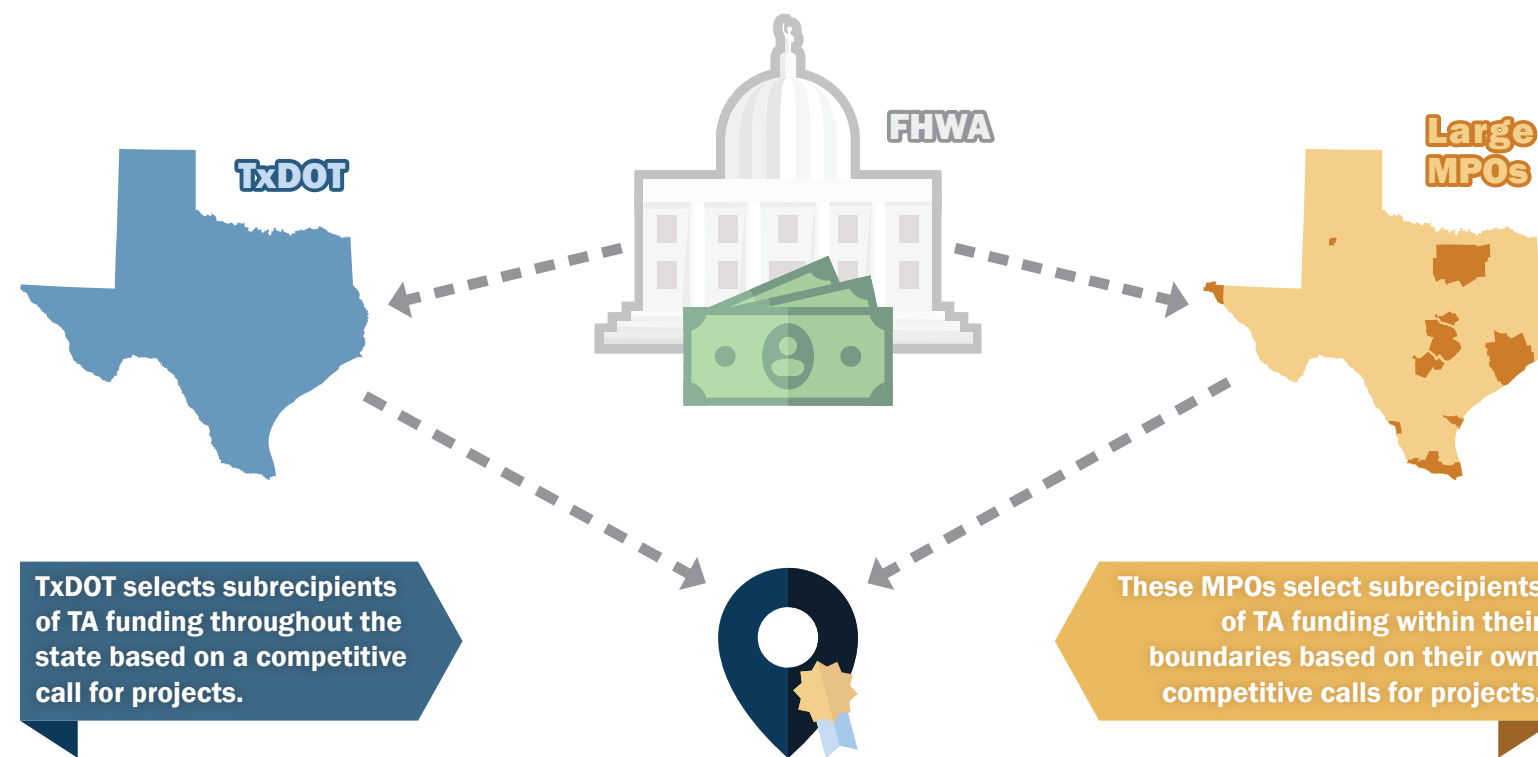 FHWA
TxDOT
Large
MPOs
TxDOT selects subrecipients
of TA funding throughout the
state based on a competitive
call for projects.
These MPOs select subrecipients
of TA funding within their
boundaries based on their own
competitive calls for projects.